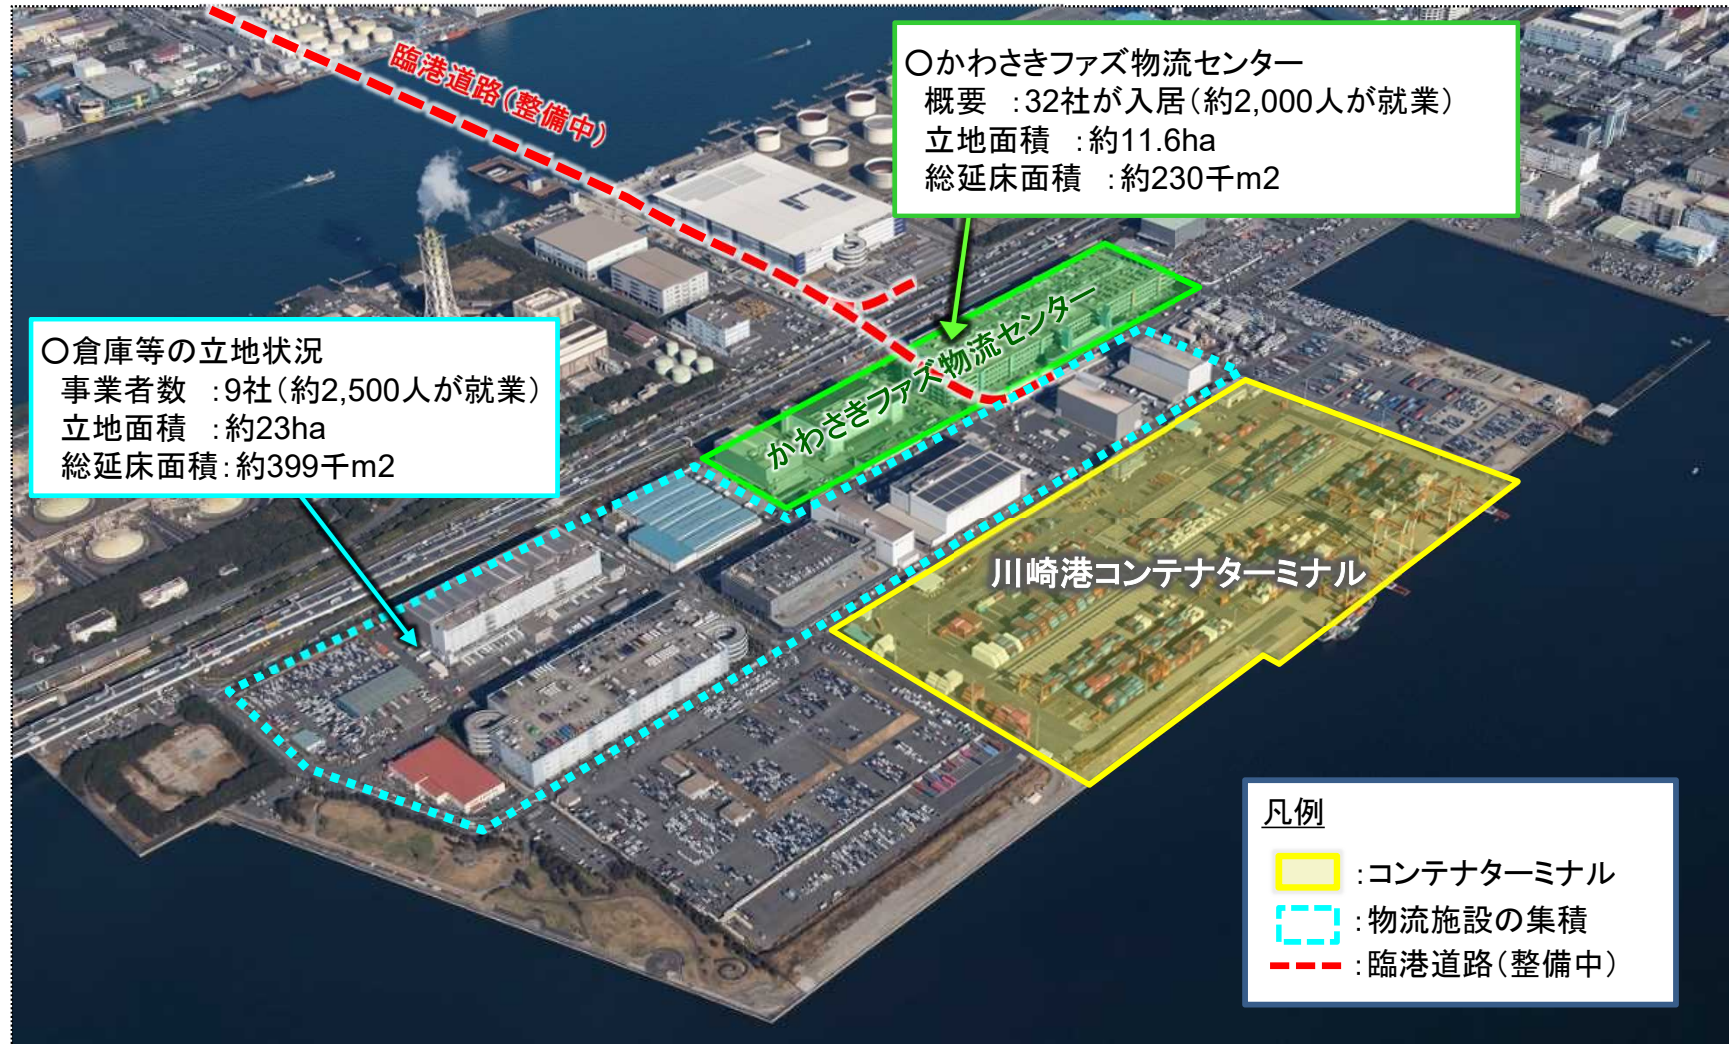 臨港道路(整備中)
○かわさきファズ物流センター
概要 :32社が入居(約2,000人が就業)
立地面積 :約11.6ha
総延床面積 :約230千m2
○倉庫等の立地状況
事業者数 :9社(約2,500人が就業)
立地面積 :約23ha
総延床面積:約399千m2
かわさきファズ物流センター
川崎港コンテナターミナル
凡例
:コンテナターミナル
:物流施設の集積
:臨港道路(整備中)